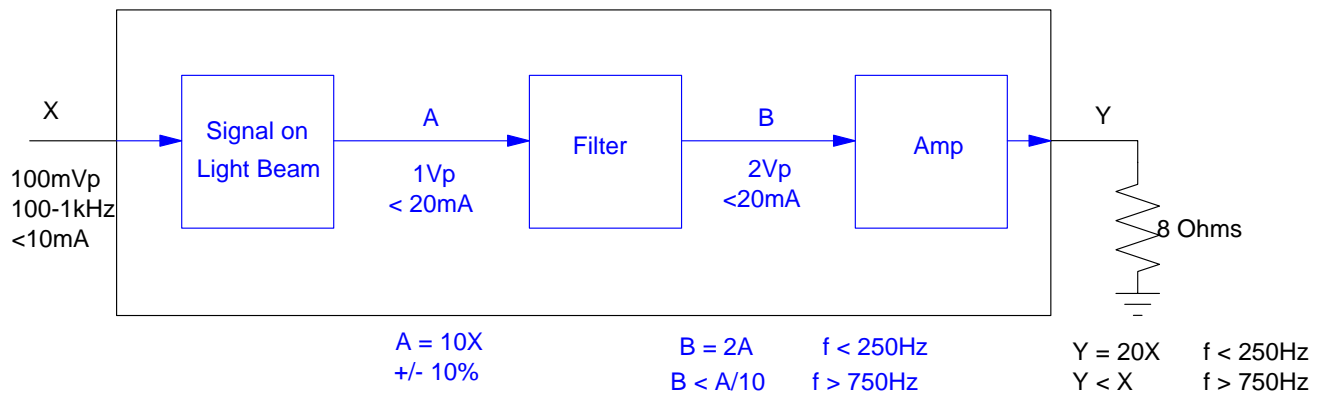 X
100mVp
100-1kHz
<10mA
Signal on
Light Beam
A
1Vp
< 20mA
Filter
B
2Vp
<20mA
Amp
Y
8 Ohms
A = 10X
+/- 10%
B = 2A f < 250Hz
B < A/10 f > 750Hz
Y = 20X f < 250Hz
Y < X f > 750Hz